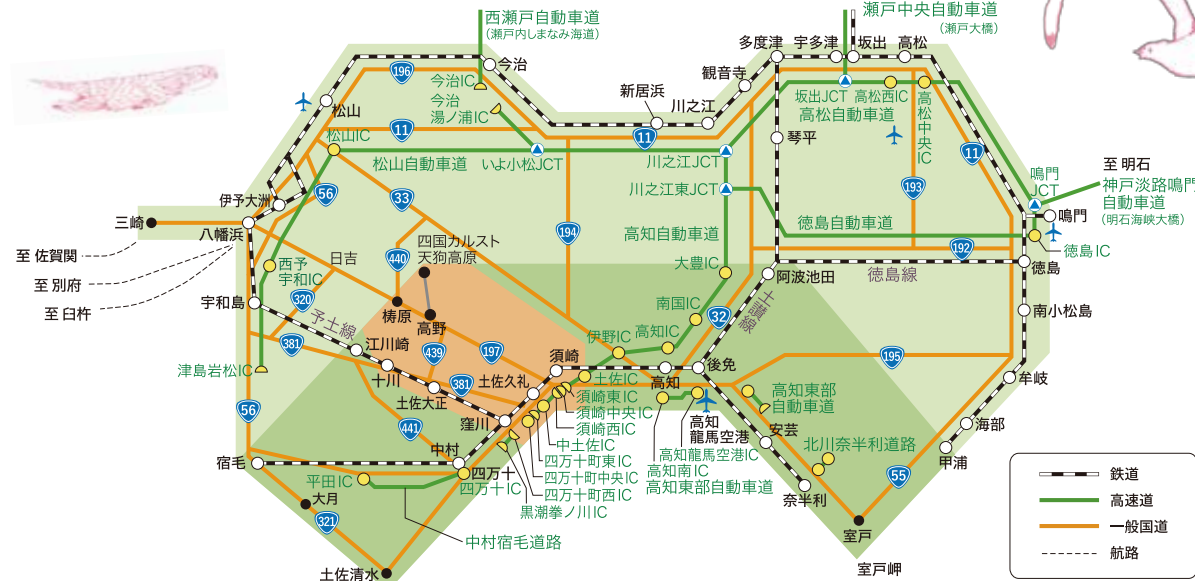 西瀬戸自動車道
(瀬戸内しまなみ海道)
瀬戸中央自動車道
(瀬戸大橋)
多度津
宇多津
坂出
高松
今治
観音寺
196
今治IC
今治
湯ノ浦IC
新居浜
川之江
坂出JCT
高松西IC
高松自動車道
高松中央IC
松山
松山IC
11
11
琴平
11
松山自動車道
いよ小松JCT
川之江JCT
川之江東JCT
56
33
193
鳴門
JCT
至 明石
神戸淡路鳴門
自動車道
(明石海峡大橋)
鳴門
伊予大洲
三崎
八幡浜
194
高知自動車道
徳島自動車道
192
徳島IC
至 佐賀関
至 別府
至 臼杵
日吉
440
四国カルスト
天狗高原
大豊IC
阿波池田
徳島線
徳島
西予
宇和IC
320
宇和島
梼原
高野
南国IC
土讃線
32
南小松島
予土線
381
江川崎
439
197
伊野IC
高知IC
195
津島岩松IC
十川
381
土佐久礼
須崎
後免
高知
土佐IC
牟岐
56
土佐大正
須崎東IC
須崎中央IC
須崎西IC
高知
龍馬空港
高知東部
自動車道
海部
441
窪川
中土佐IC
安芸
北川奈半利道路
甲浦
宿毛
中村
四万十
四万十IC
四万十町東IC
四万十町中央IC
四万十町西IC
黒潮拳ノ川IC
高知龍馬空港IC
高知南IC
高知東部自動車道
平田IC
大月
321
中村宿毛道路
奈半利
55
室戸
室戸岬
土佐清水
鉄道
高速道
一般国道
航路